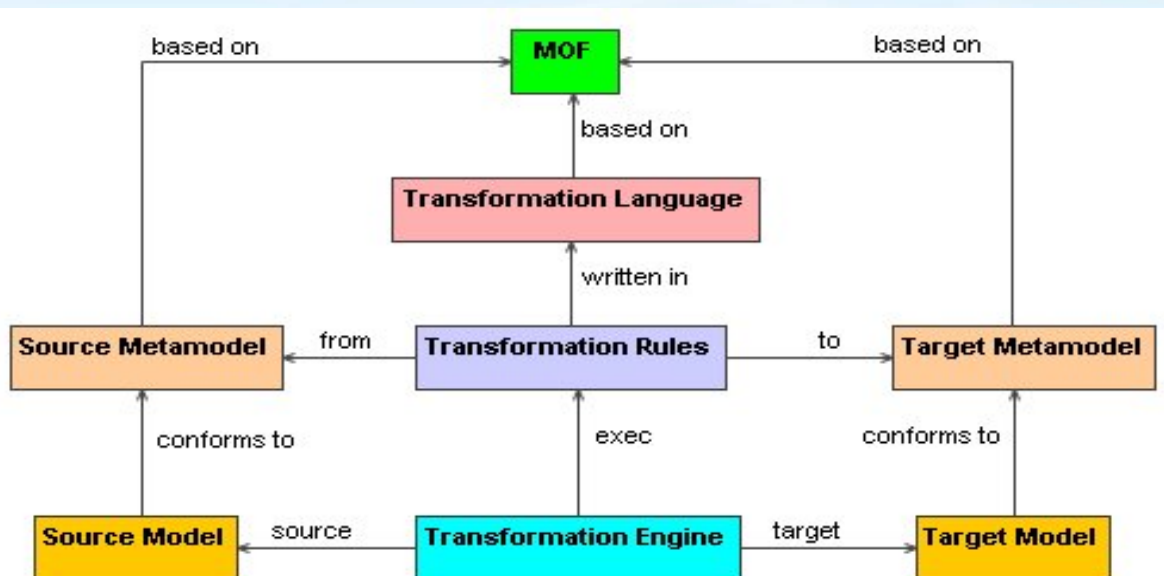 based on
MOF
based on
based on
Transformation Language
written in
Source Metamodel
from
Transformation Rules
to
Target Metamodel
conforms to
exec
conforms to
Source Model
source
Transformation Engine
target
Target Model